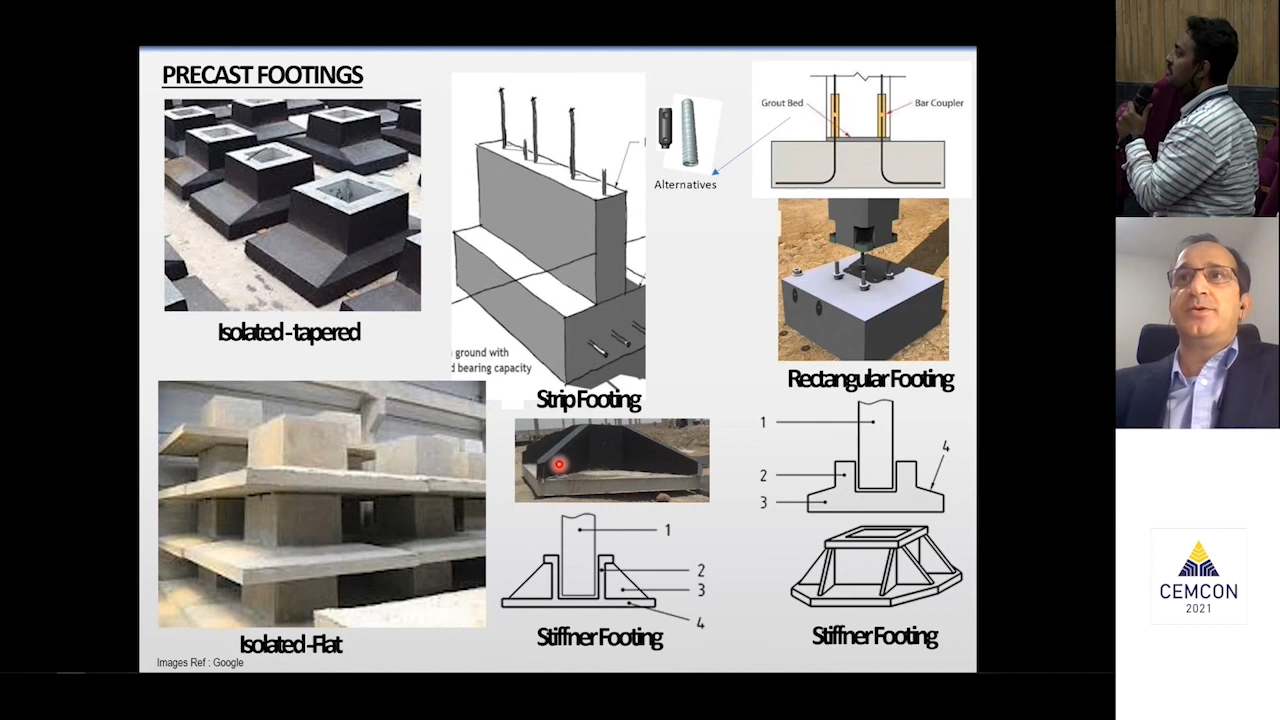 PRECAST FOOTINGS
Isolated - tapered
ground with
bearing capacity
Strip Footing
Alternatives
Grout Bed
Bar Coupler
Rectangular Footing
Isolated -Flat
1
2
3
4
Stiffner Footing
1
2
3
4
Stiffner Footing
Images Ref : Google
CEMCON
2021